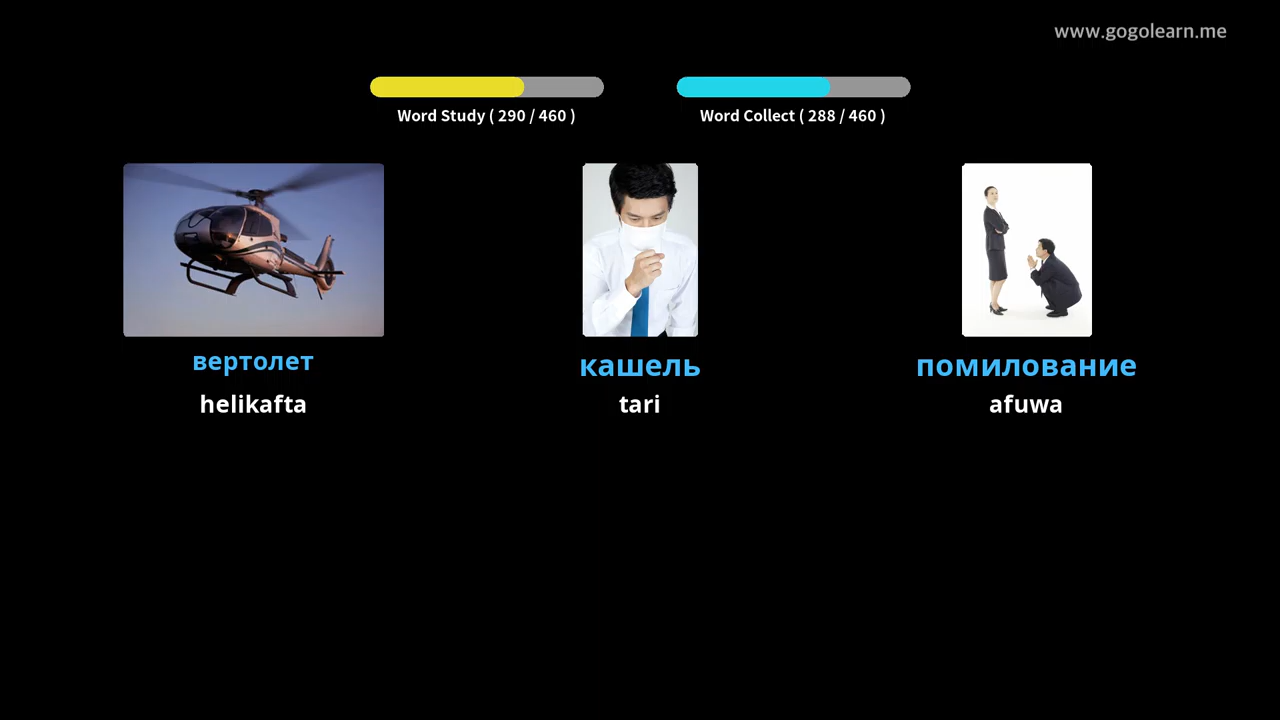 www.gogolearn.me
Word Study ( 290 / 460 )
Word Collect ( 288 / 460 )
вертолет
helikafta
кашель
tari
помилование
afuwa